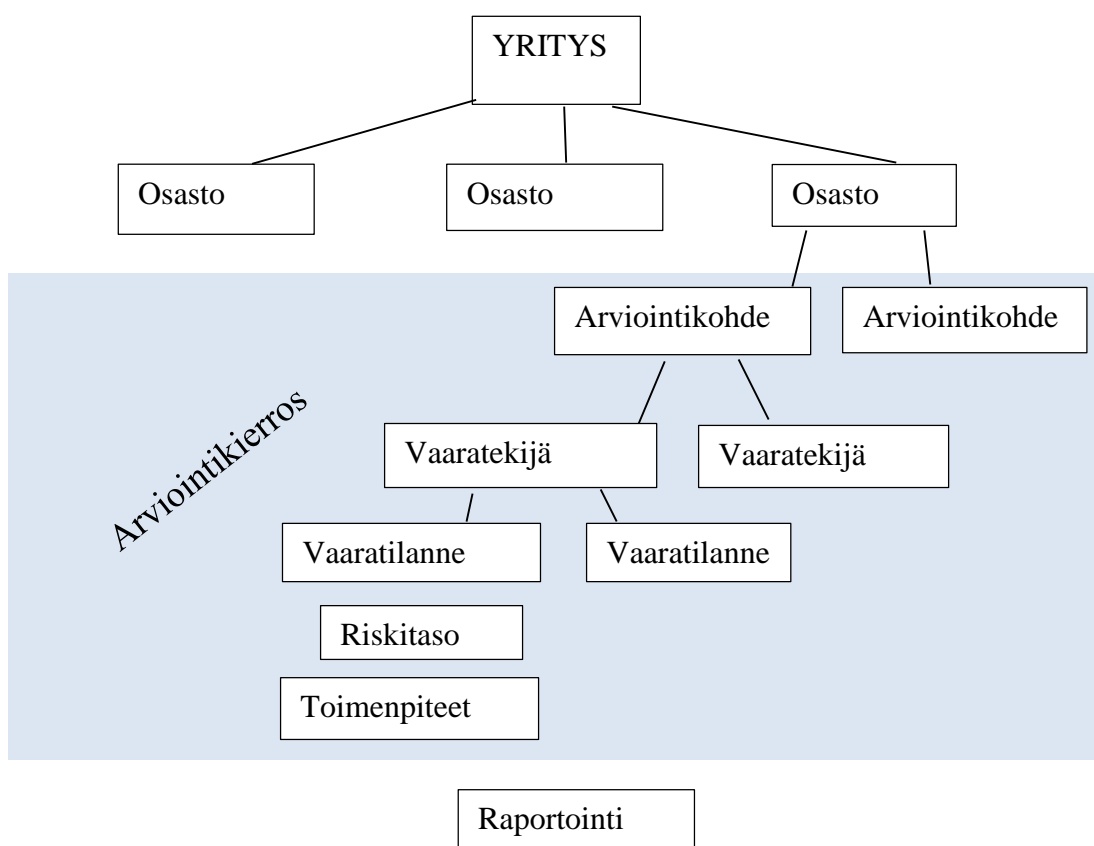 YRITYS
Osasto
Osasto
Osasto
Arviointikohde
Arviointikohde
Arviointikierros
Vaaratekijä
Vaaratekijä
Vaaratilanne
Vaaratilanne
Riskitaso
Toimenpiteet
Raportointi